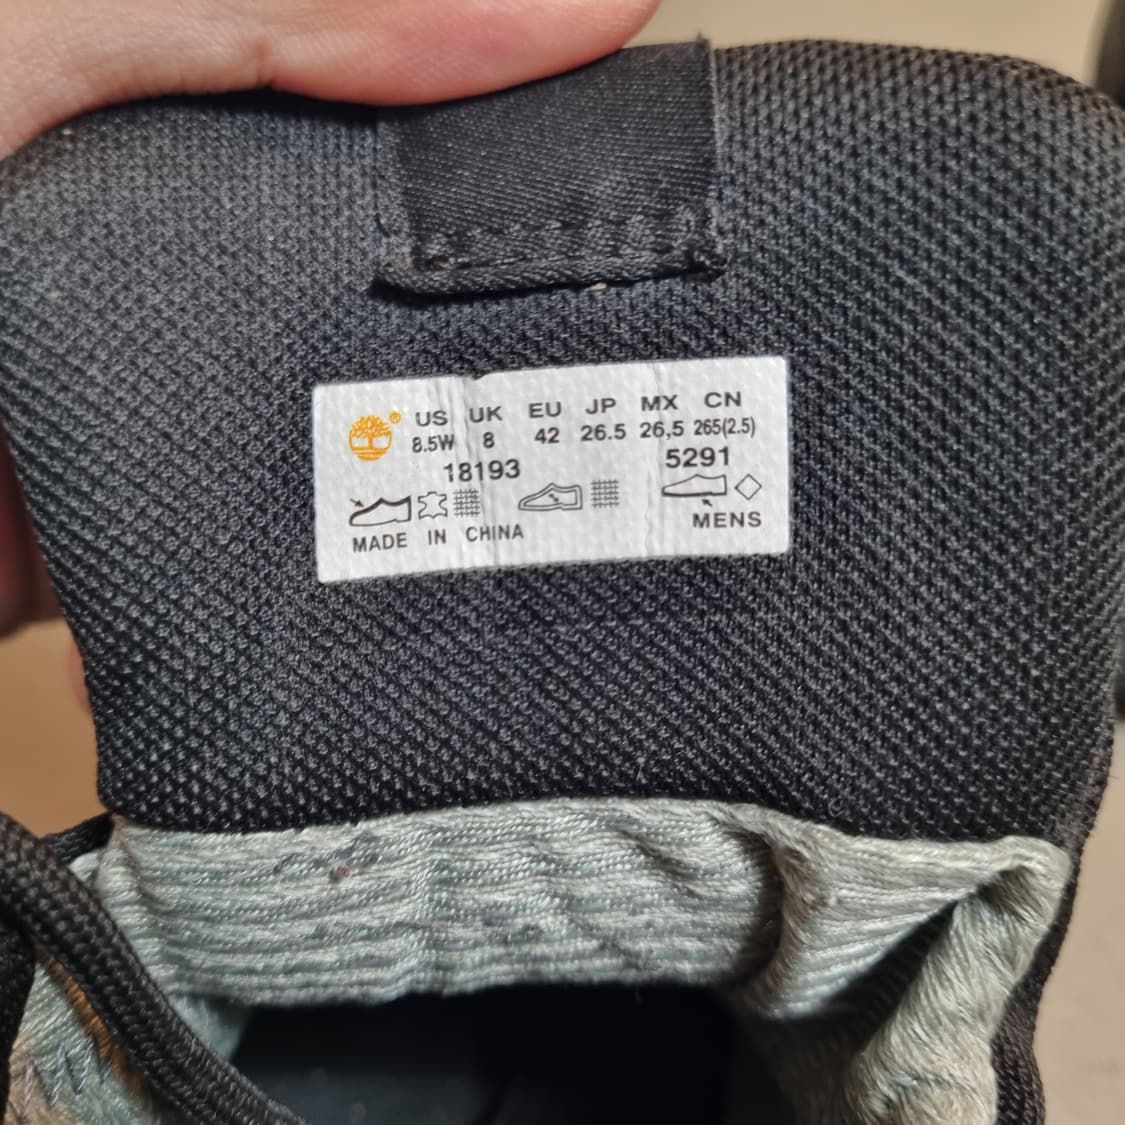 ® US UK EU JP MX CN
8.5W 8 42 26.5 26,5 265(2.5)
18193 5291
MADE IN CHINA MENS